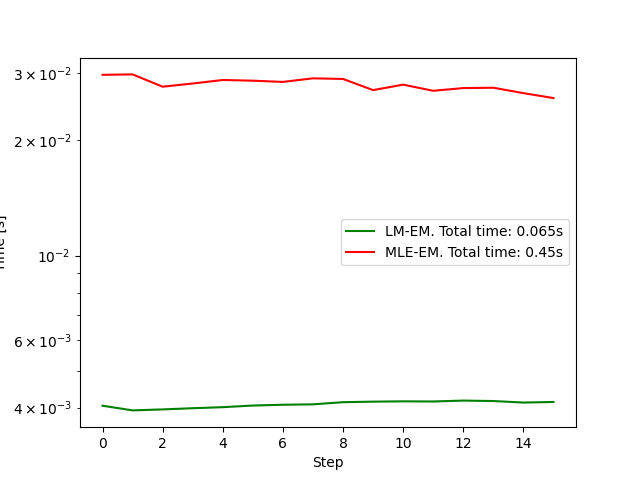 3 × 10⁻²
2 × 10⁻²
10⁻²
6 × 10⁻³
4 × 10⁻³
LM-EM. Total time: 0.065s
MLE-EM. Total time: 0.45s
0 2 4 6 8 10 12 14
Step